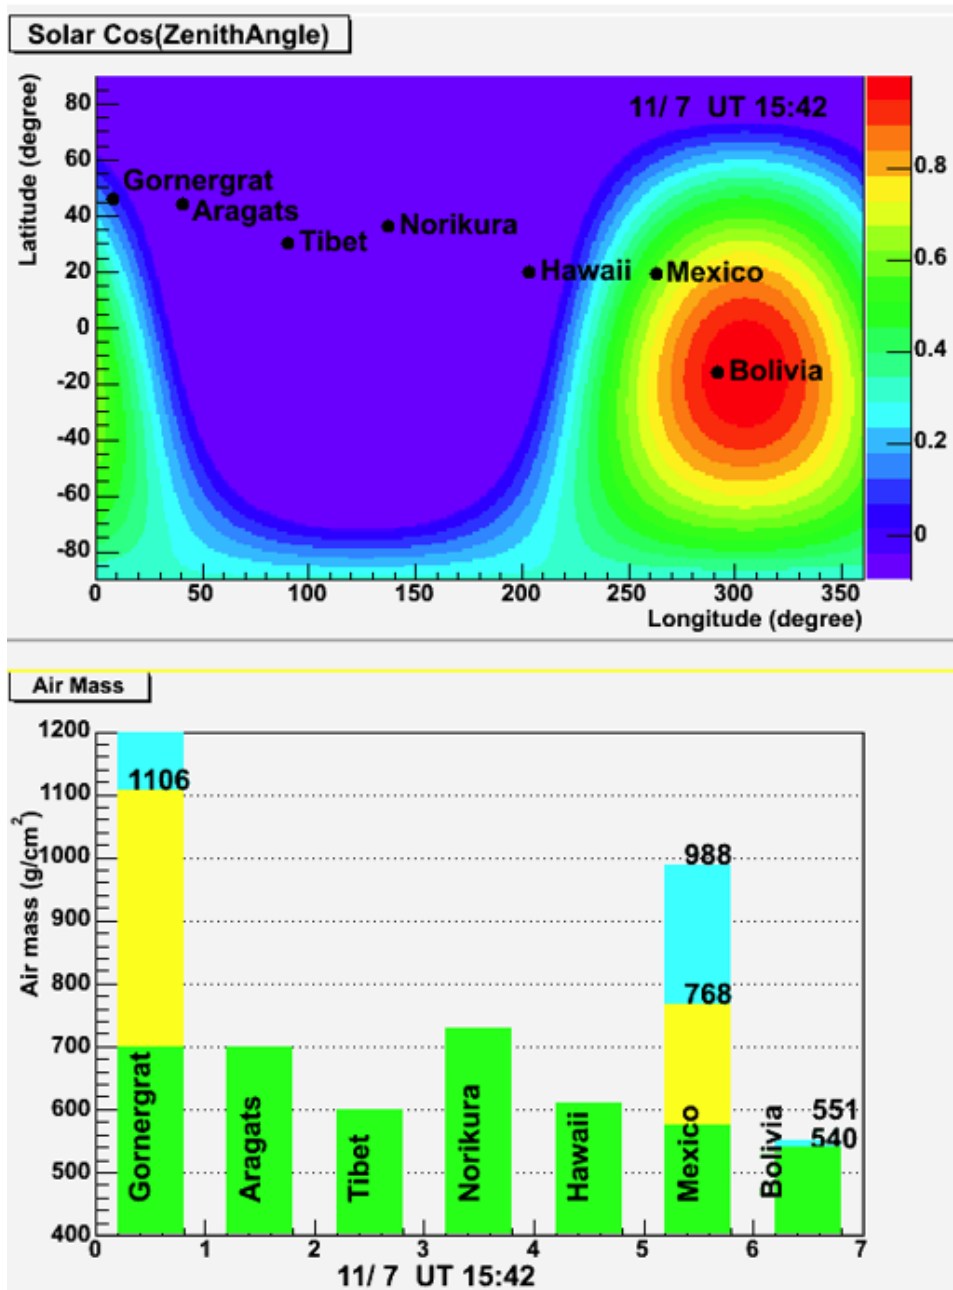 Solar Cos(ZenithAngle)
11/ 7 UT 15:42
Latitude (degree)
80
60
40
20
0
-20
-40
-60
-80
Gornergrat
Aragats
Tibet
Norikura
Hawaii
Mexico
Bolivia
0.8
0.6
0.4
0.2
0
0 50 100 150 200 250 300 350
Longitude (degree)
Air Mass
Air mass (g/cm2)
1200
1100
1000
900
800
700
600
500
400
1106
988
768
551
540
Gornergrat
Aragats
Tibet
Norikura
Hawaii
Mexico
Bolivia
0 1 2 3 4 5 6 7
11/ 7 UT 15:42